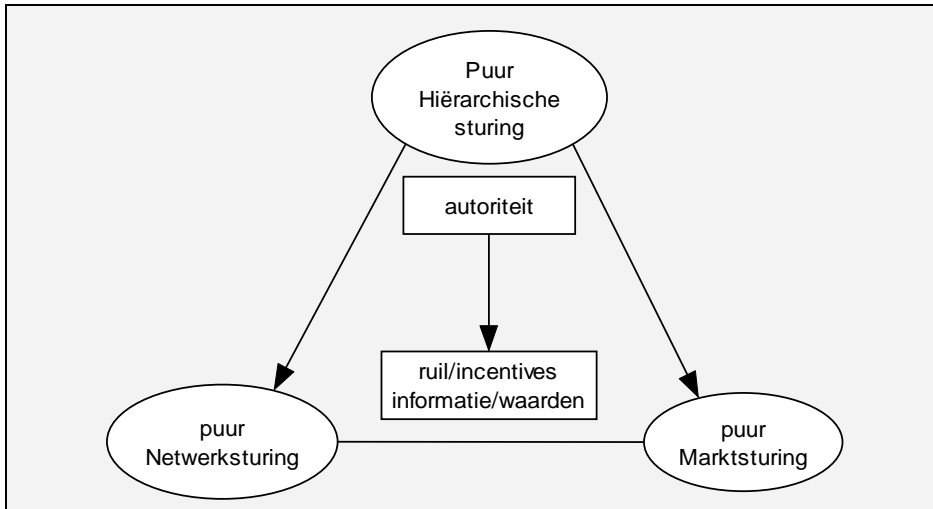 Puur
Hiërarchische
sturing
autoriteit
ruil/incentives
informatie/waarden
puur
Netwerksturing
puur
Marktsturing